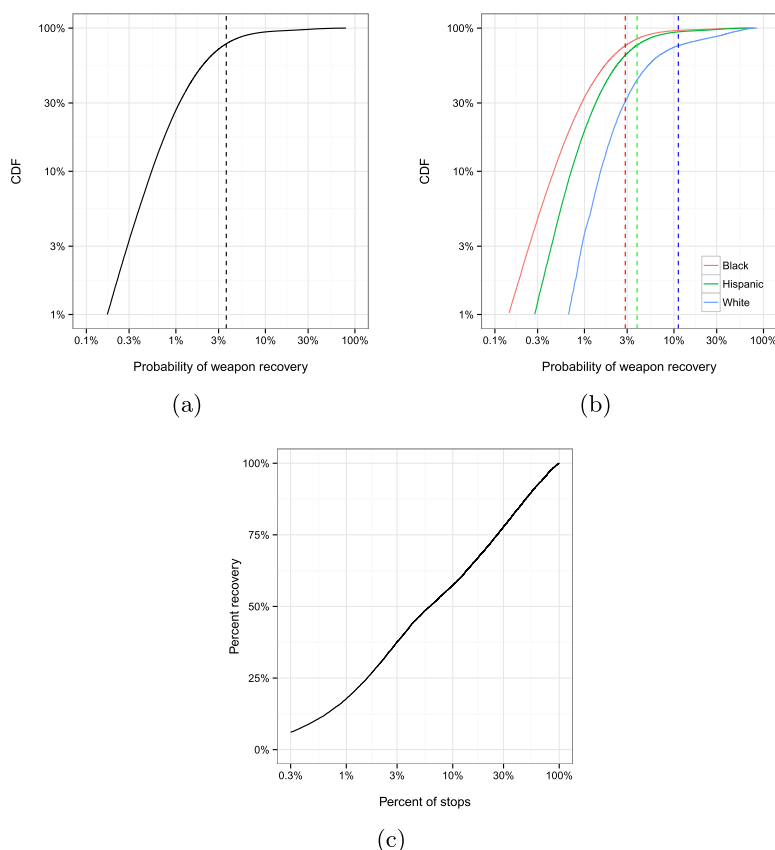 100%
30%
10%
3%
1%
CDF
0.1% 0.3% 1% 3% 10% 30% 100%
Probability of weapon recovery
(a)
100%
30%
10%
3%
1%
CDF
Black
Hispanic
White
0.1% 0.3% 1% 3% 10% 30% 100%
Probability of weapon recovery
(b)
100%
75%
50%
25%
0%
Percent recovery
0.3% 1% 3% 10% 30% 100%
Percent of stops
(c)